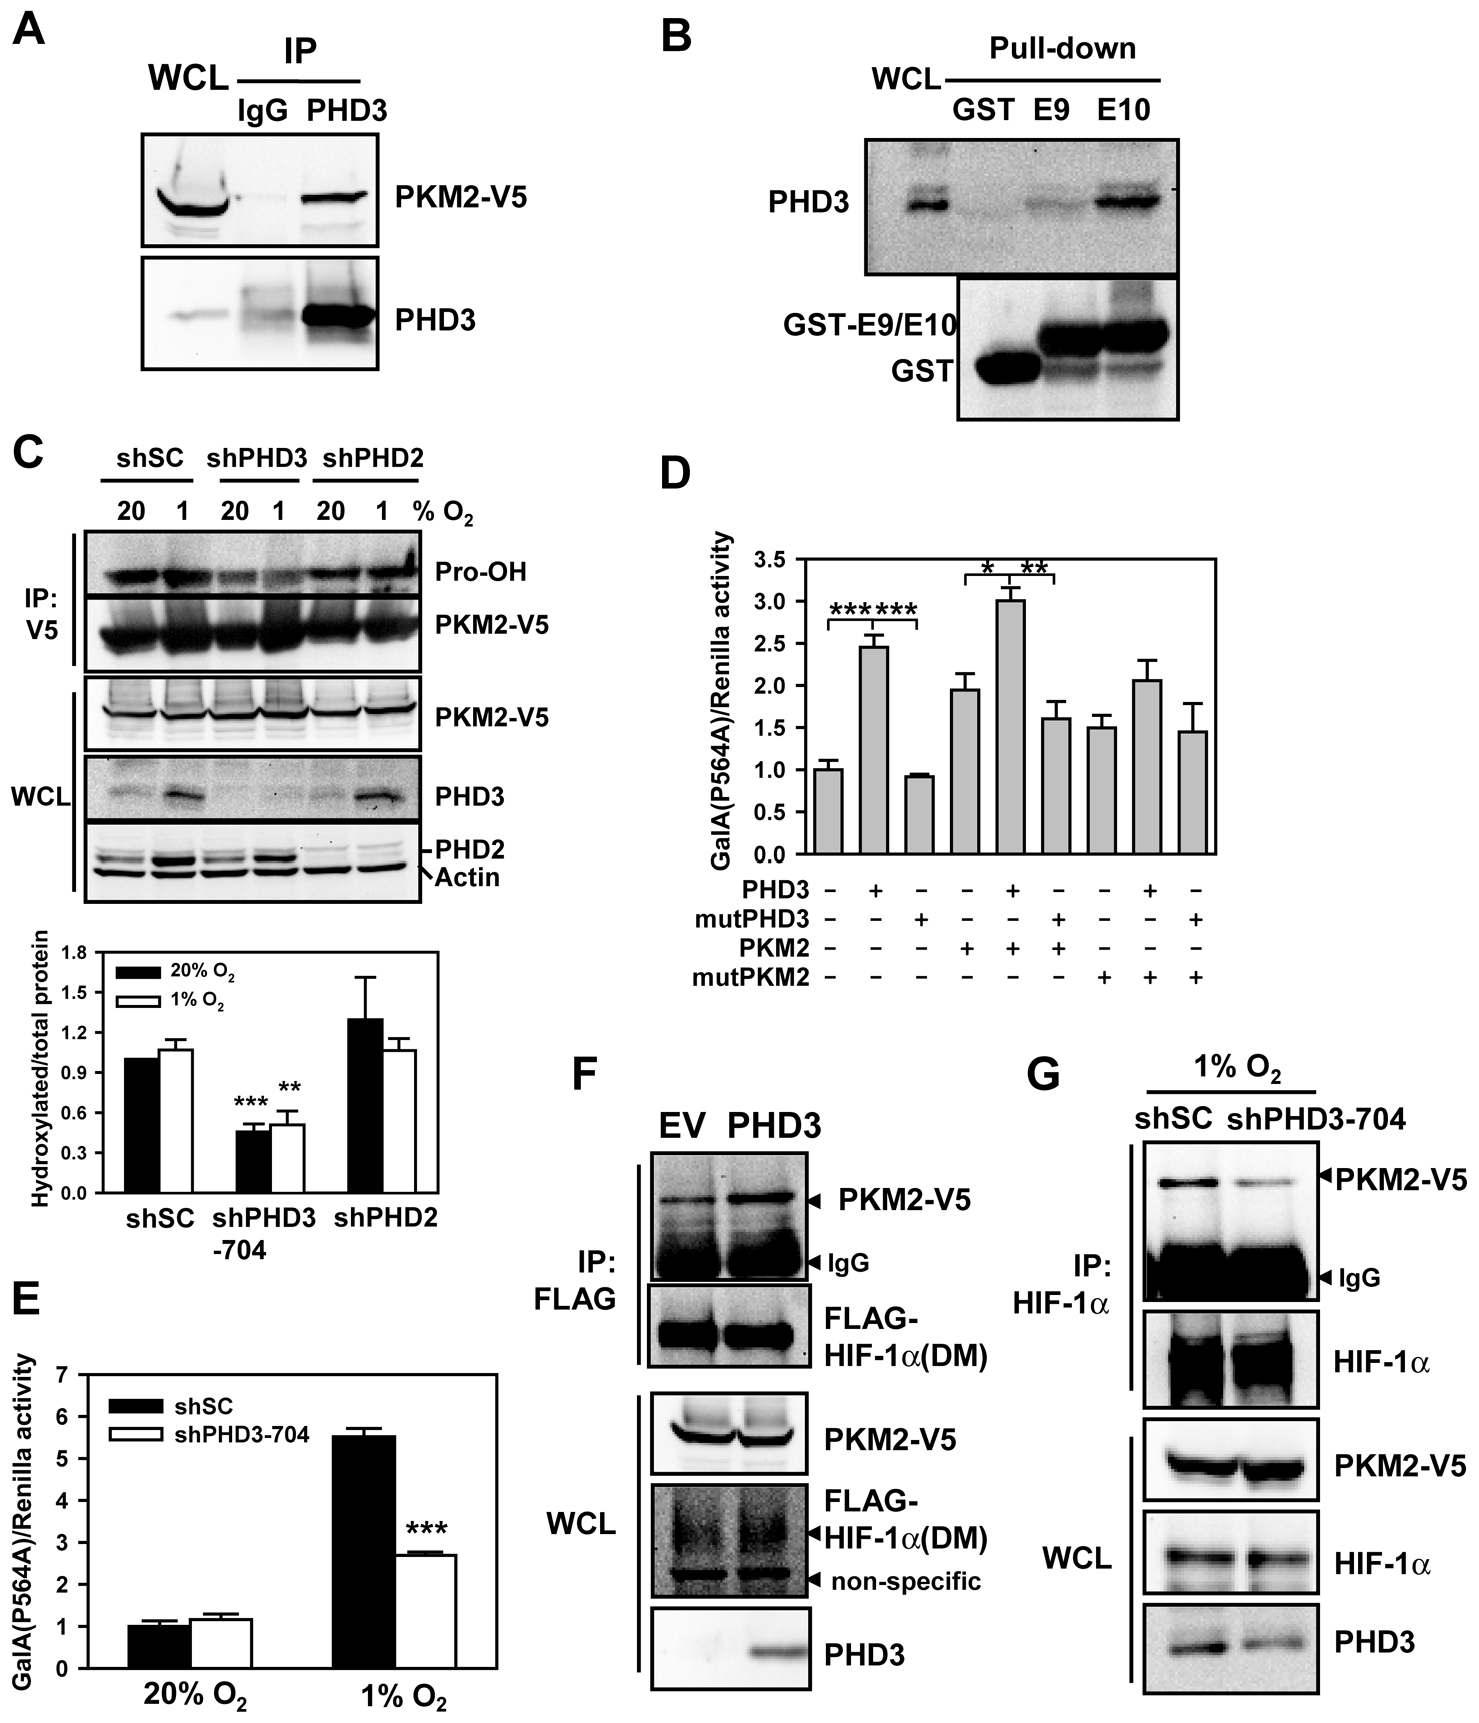 A
IP
WCL
IgG PHD3
PKM2-V5
PHD3
B
Pull-down
WCL
GST E9 E10
PHD3
GST-E9/E10
GST
C
shSC shPHD3 shPHD2
20 1 20 1 20 1 % O2
IP:
V5
Pro-OH
PKM2-V5
PKM2-V5
WCL
PHD3
PHD2
Actin
Hydroxylated/total protein
1.8
1.5
1.2
0.9
0.6
0.3
0.0
20% O2
1% O2
*** **
shSC shPHD3 shPHD2
-704
D
GalA(P564A)/Renilla activity
3.5
3.0
2.5
2.0
1.5
1.0
0.5
0.0
* **
*** ***
PHD3 – + – – + – – + –
mutPHD3 – – + – – + – – +
PKM2 – – – + + + – – –
mutPKM2 – – – – – – + + +
E
GalA(P564A)/Renilla activity
7
6
5
4
3
2
1
0
shSC
shPHD3-704
***
20% O2 1% O2
F
EV PHD3
IP:
FLAG
PKM2-V5
IgG
FLAG-
HIF-1α(DM)
WCL
PKM2-V5
FLAG-
HIF-1α(DM)
non-specific
PHD3
G
1% O2
shSC shPHD3-704
IP:
HIF-1α
PKM2-V5
IgG
HIF-1α
WCL
PKM2-V5
HIF-1α
PHD3